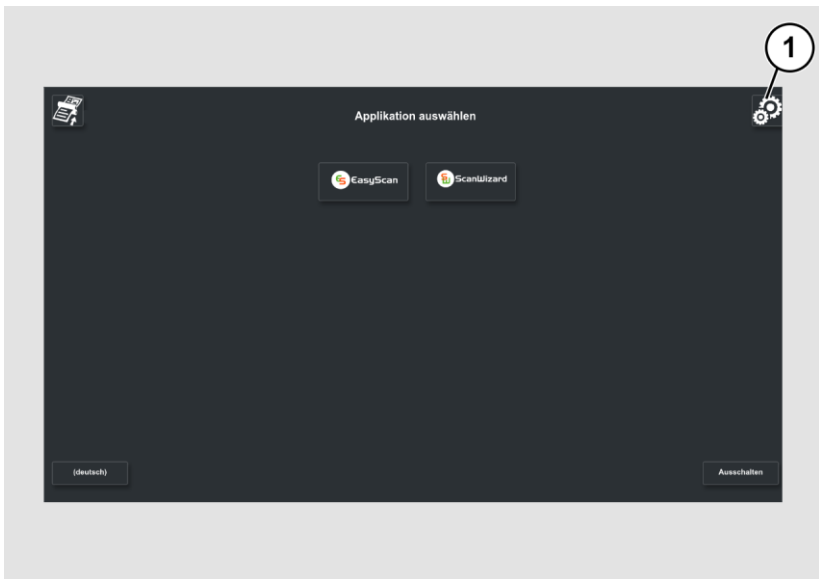 1
Applikation auswählen
EasyScan
ScanWizard
(deutsch)
Ausschalten